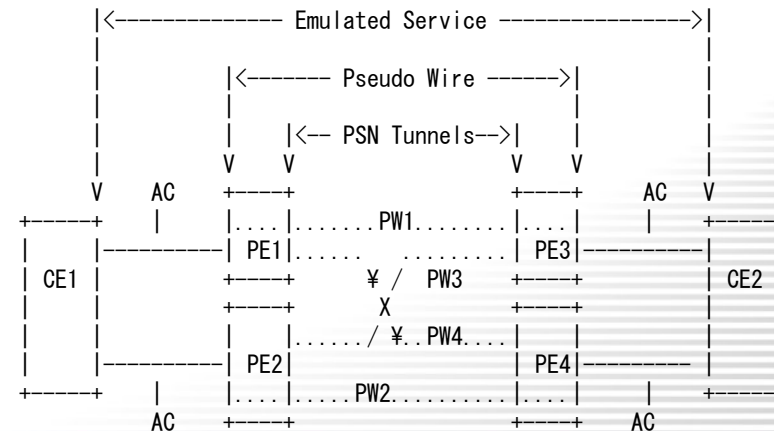 |<-------------- Emulated Service ---------------->|
|<------- Pseudo Wire ------>|
|<-- PSN Tunnels-->|
V V V V
V AC AC V
+-----+ | |....|.......PW1........|....| | +-----
| |----------| PE1|...... .........| PE3|----------| 
| CE1 | +----+ ¥ / PW3 +----+ | CE2
| | +----+ X +----+ |
| | |....../ ¥..PW4....| | |
| |----------| PE2| | PE4|--------- |
+-----+ | |....|.....PW2..........|....| | +-----
AC +----+ +----+ AC